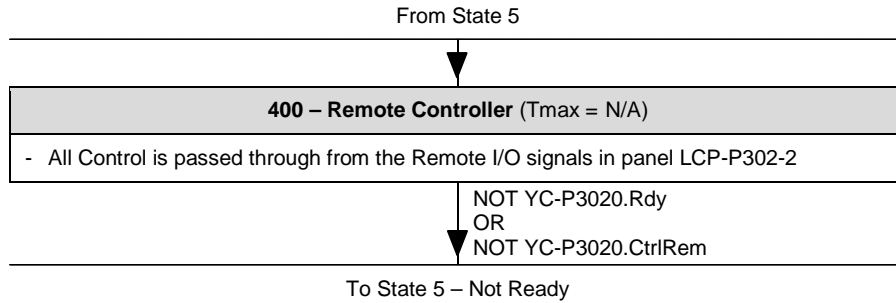 From State 5
400 – Remote Controller (Tmax = N/A)
- All Control is passed through from the Remote I/O signals in panel LCP-P302-2
NOT YC-P3020.Rdy
OR
NOT YC-P3020.CtrlRem
To State 5 – Not Ready